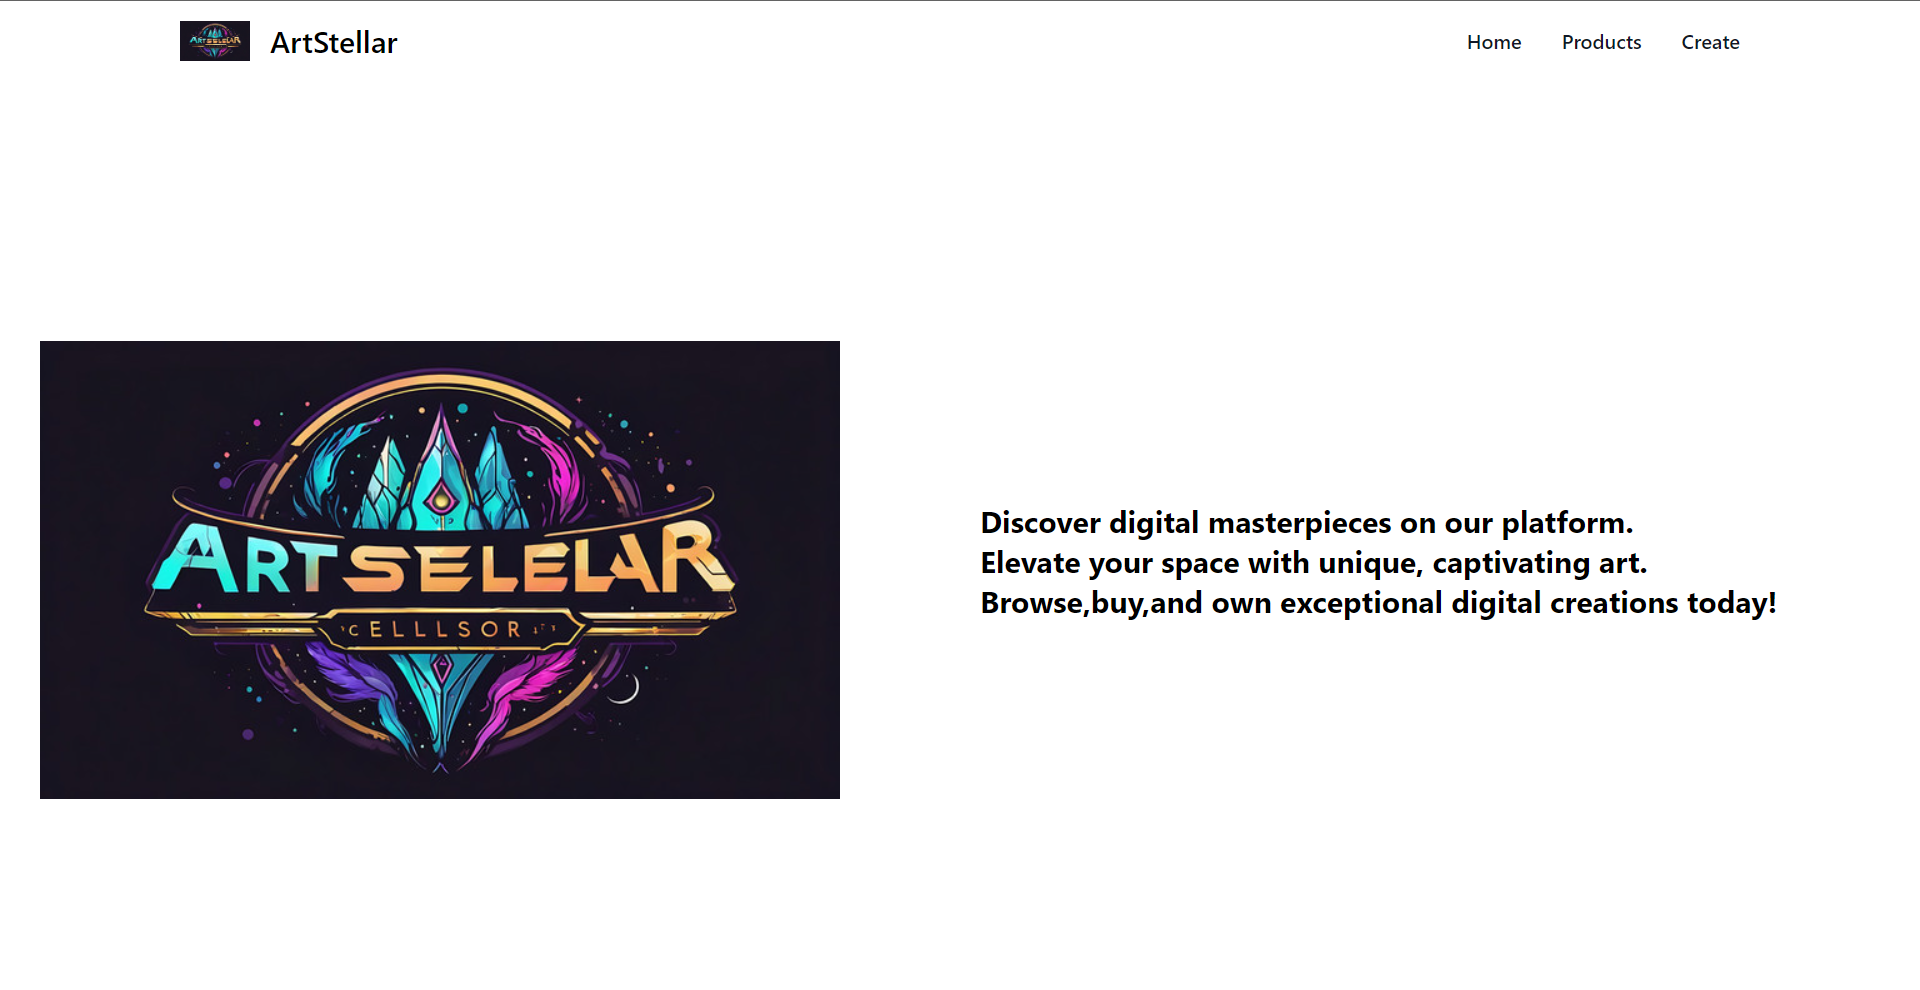 ARTSELELAR
ArtStellar
Home
Products
Create
ARTSELELAR
CELLLSOR
Discover digital masterpieces on our platform.
Elevate your space with unique, captivating art.
Browse,buy,and own exceptional digital creations today!